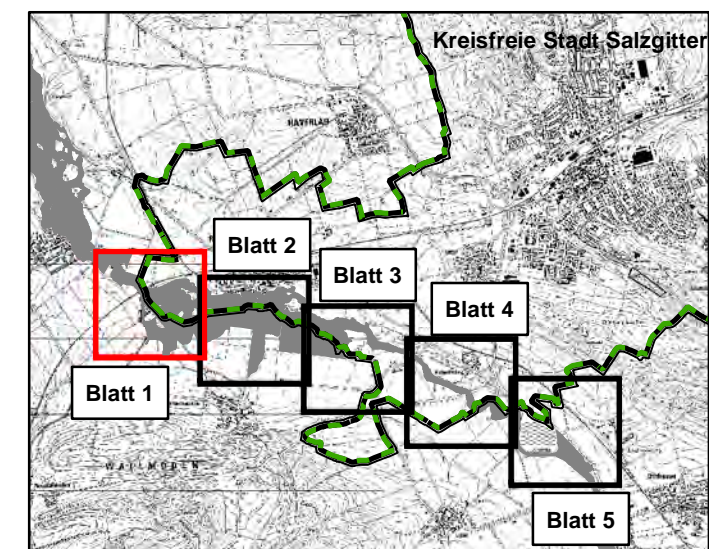 Kreisfreie Stadt Salzgitter
HAVERLAH
Blatt 2
Blatt 3
Blatt 4
Blatt 1
WALLMODEN
Blatt 5